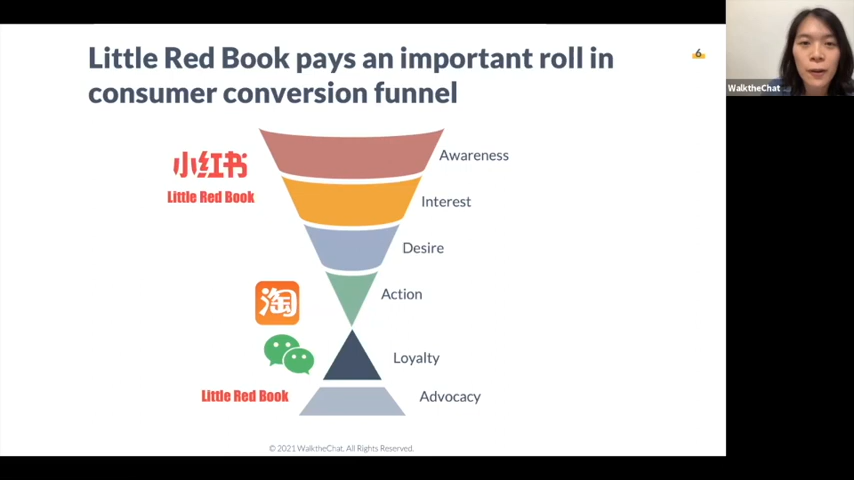 Little Red Book pays an important roll in
consumer conversion funnel
6
WalktheChat
小红书
Little Red Book
Awareness
Interest
Desire
淘
Action
Loyalty
Little Red Book
Advocacy
© 2021 WalktheChat. All Rights Reserved.